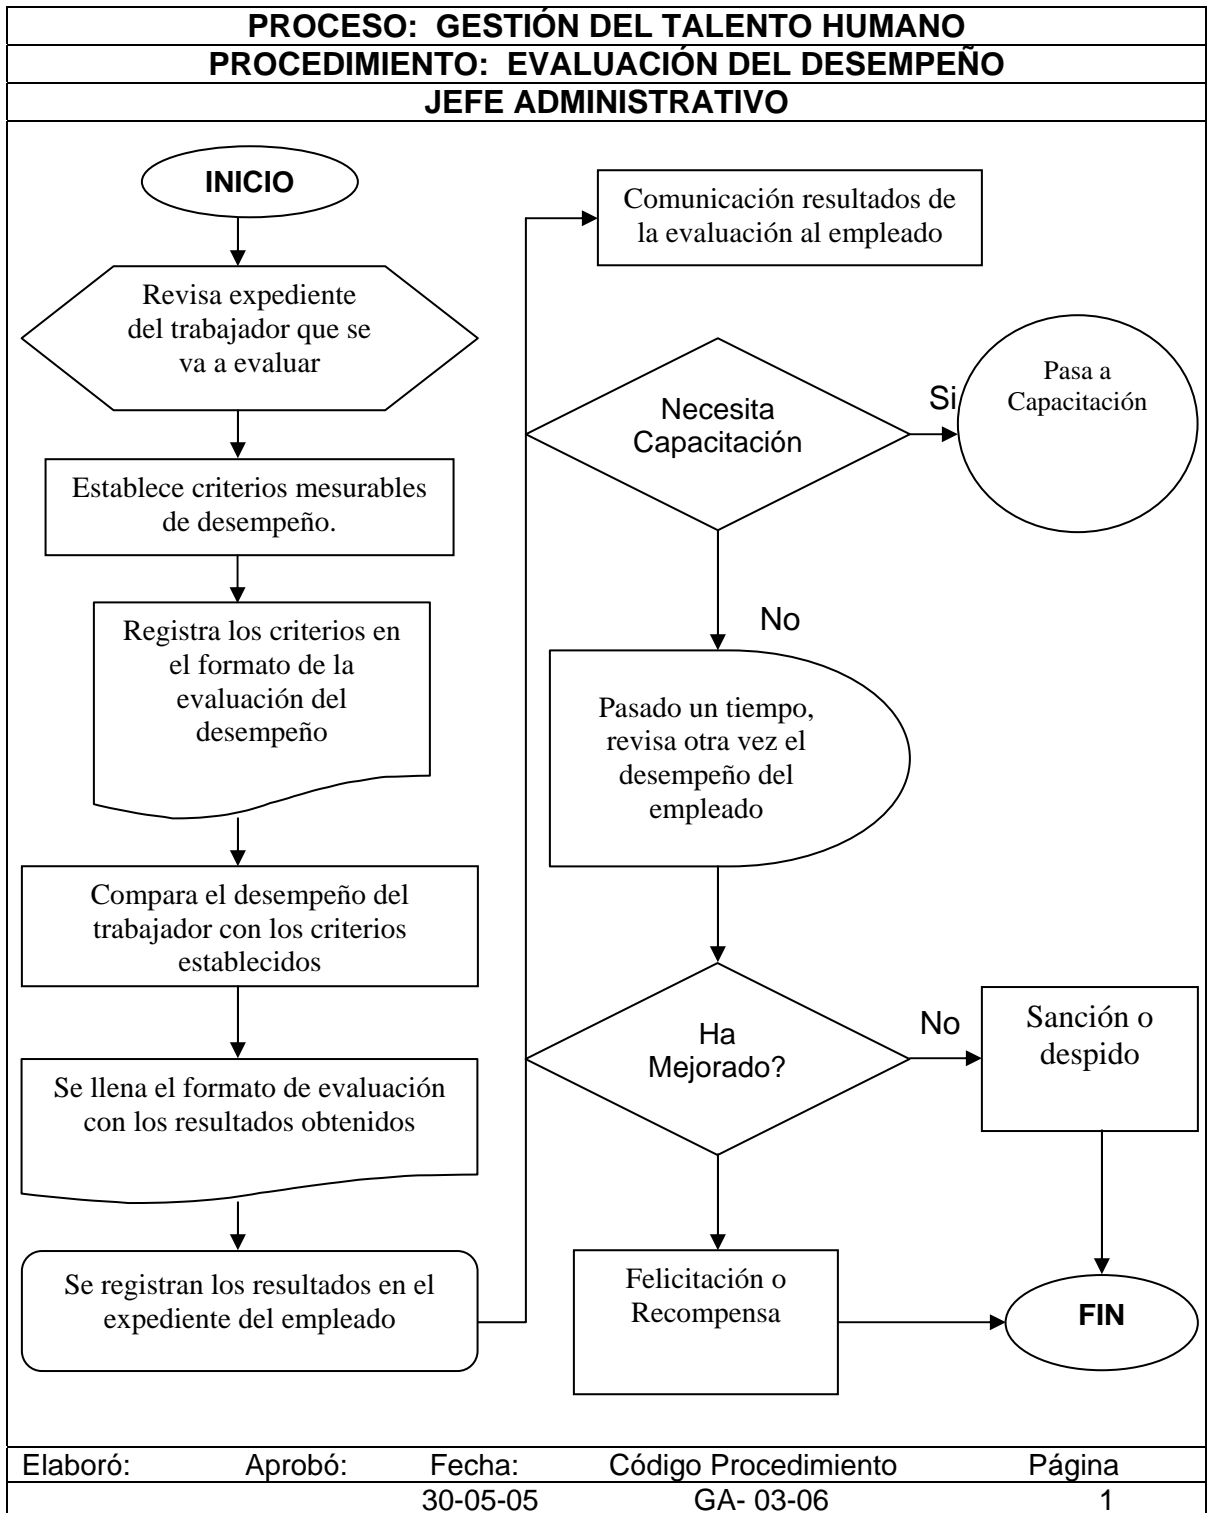 PROCESO: GESTIÓN DEL TALENTO HUMANO
PROCEDIMIENTO: EVALUACIÓN DEL DESEMPEÑO
JEFE ADMINISTRATIVO
INICIO
Revisa expediente
del trabajador que se
va a evaluar
Establece criterios mesurables
de desempeño.
Registra los criterios en
el formato de la
evaluación del
desempeño
Compara el desempeño del
trabajador con los criterios
establecidos
Se llena el formato de evaluación
con los resultados obtenidos
Se registran los resultados en el
expediente del empleado
Comunicación resultados de
la evaluación al empleado
Necesita
Capacitación
Si
Pasa a
Capacitación
No
Pasado un tiempo,
revisa otra vez el
desempeño del
empleado
Ha
Mejorado?
No
Sanción o
despido
Felicitación o
Recompensa
FIN
Elaboró: Aprobó: Fecha: Código Procedimiento Página
30-05-05 GA- 03-06 1